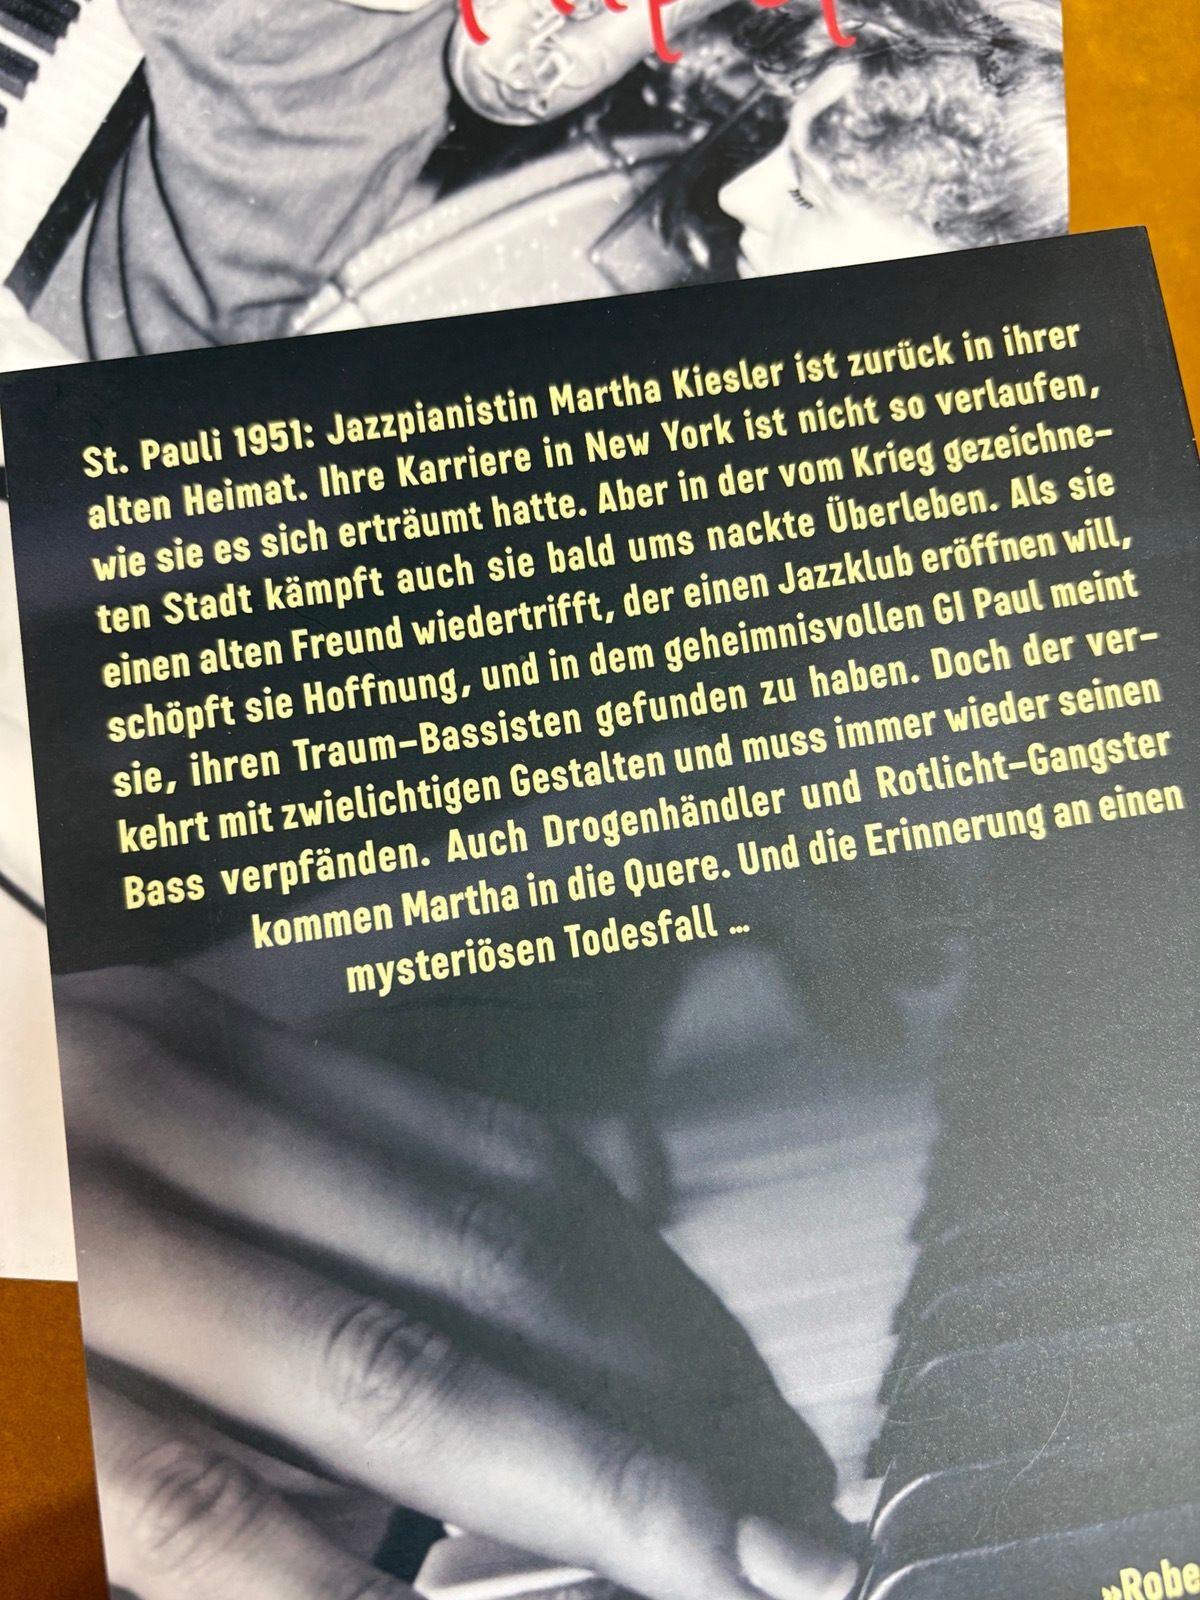 St. Pauli 1951: Jazzpianistin Martha Kiesler ist zurück in ihrer
alten Heimat. Ihre Karriere in New York ist nicht so verlaufen,
wie sie es sich erträumt hatte. Aber in der vom Krieg gezeichne-
ten Stadt kämpft auch sie bald ums nackte Überleben. Als sie
einen alten Freund wiedertrifft, der einen Jazzklub eröffnen will,
schöpft sie Hoffnung, und in dem geheimnisvollen GI Paul meint
sie, ihren Traum-Bassisten gefunden zu haben. Doch der ver-
kehrt mit zwielichtigen Gestalten und muss immer wieder seinen
Bass verpfänden. Auch Drogenhändler und Rotlicht-Gangster
kommen Martha in die Quere. Und die Erinnerung an einen
mysteriösen Todesfall …
»Robe